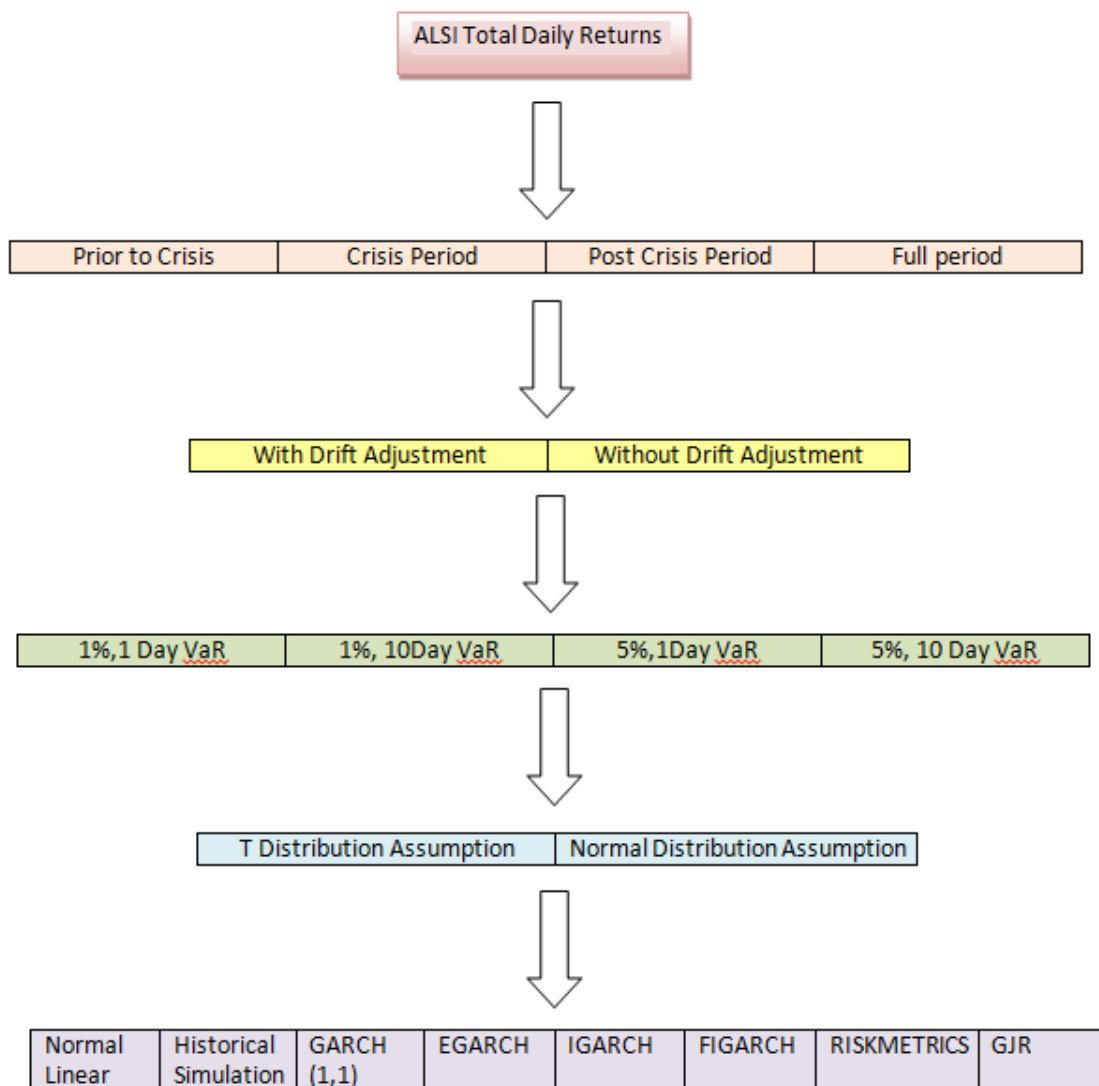 ALSI Total Daily Returns
Prior to Crisis Crisis Period Post Crisis Period Full period
With Drift Adjustment Without Drift Adjustment
1%,1 Day VaR 1%, 10Day VaR 5%,1Day VaR 5%, 10 Day VaR
T Distribution Assumption Normal Distribution Assumption
Normal Historical GARCH EGARCH IGARCH FIGARCH RISKMETRICS GJR
Linear Simulation (1,1)